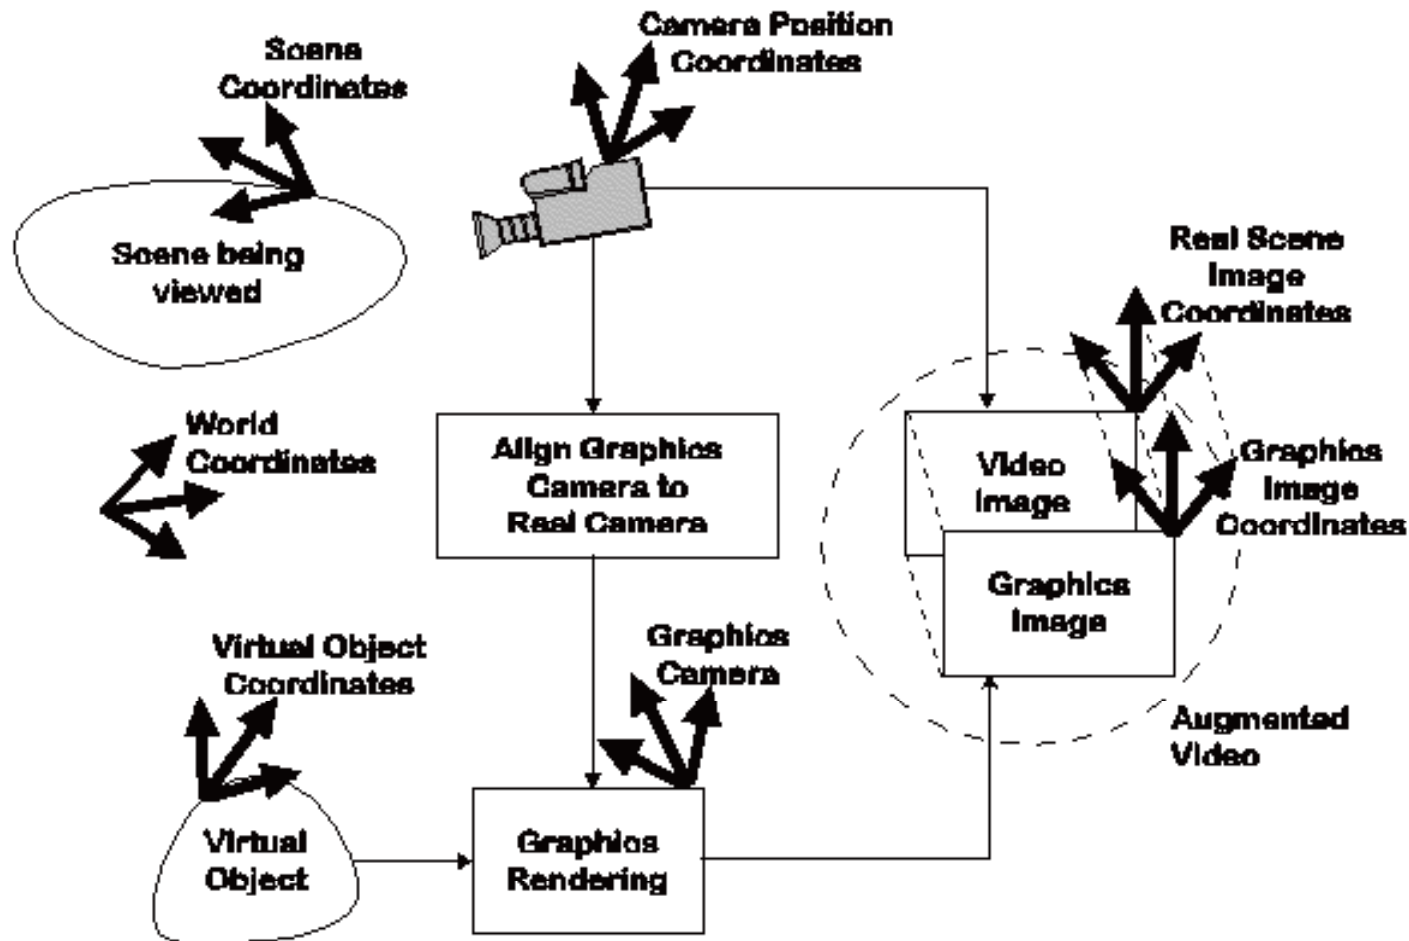 Camera Position
Coordinates
Scene
Coordinates
Scene being
viewed
Real Scene
Image
Coordinates
World
Coordinates
Align Graphics
Camera to
Real Camera
Video
Image
Graphics
Image
Coordinates
Graphics
Image
Virtual Object
Coordinates
Graphics
Camera
Augmented
Video
Virtual
Object
Graphics
Rendering